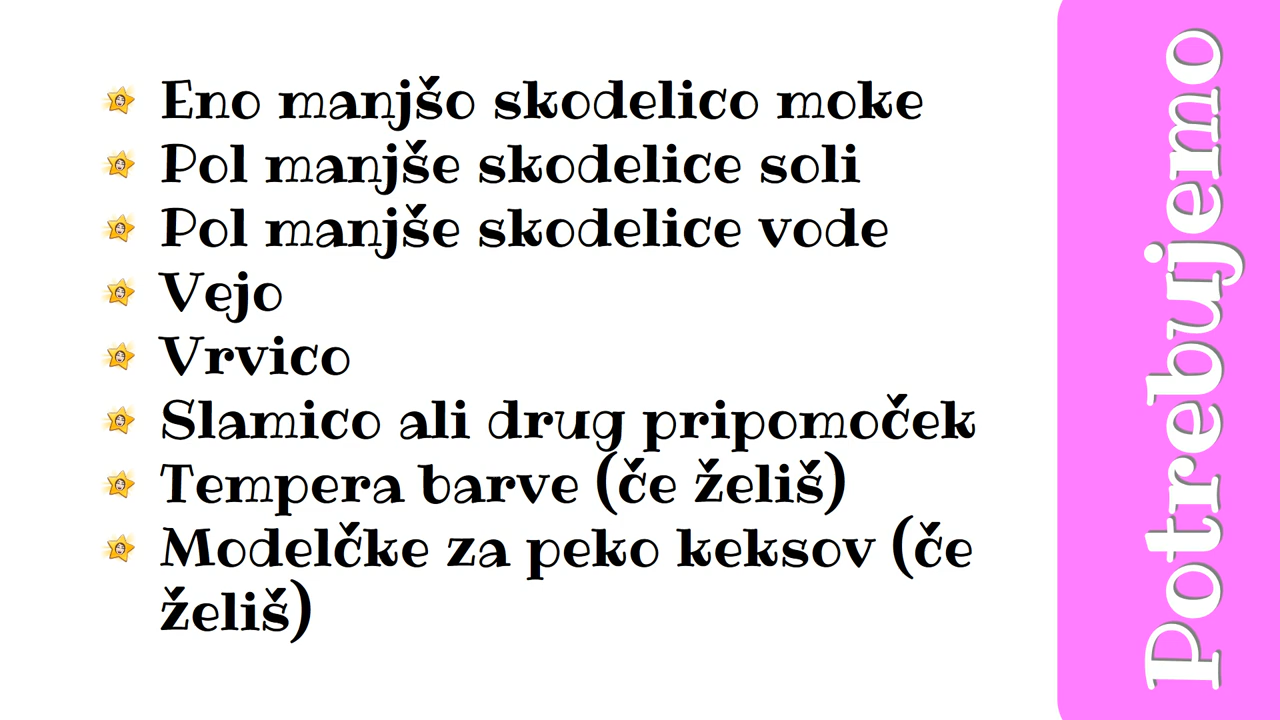 Eno manjšo skodelico moke
Pol manjše skodelice soli
Pol manjše skodelice vode
Vejo
Vrvico
Slamico ali drug pripomoček
Tempera barve (če želiš)
Modelčke za peko keksov (če
želiš)
Potrebujemo